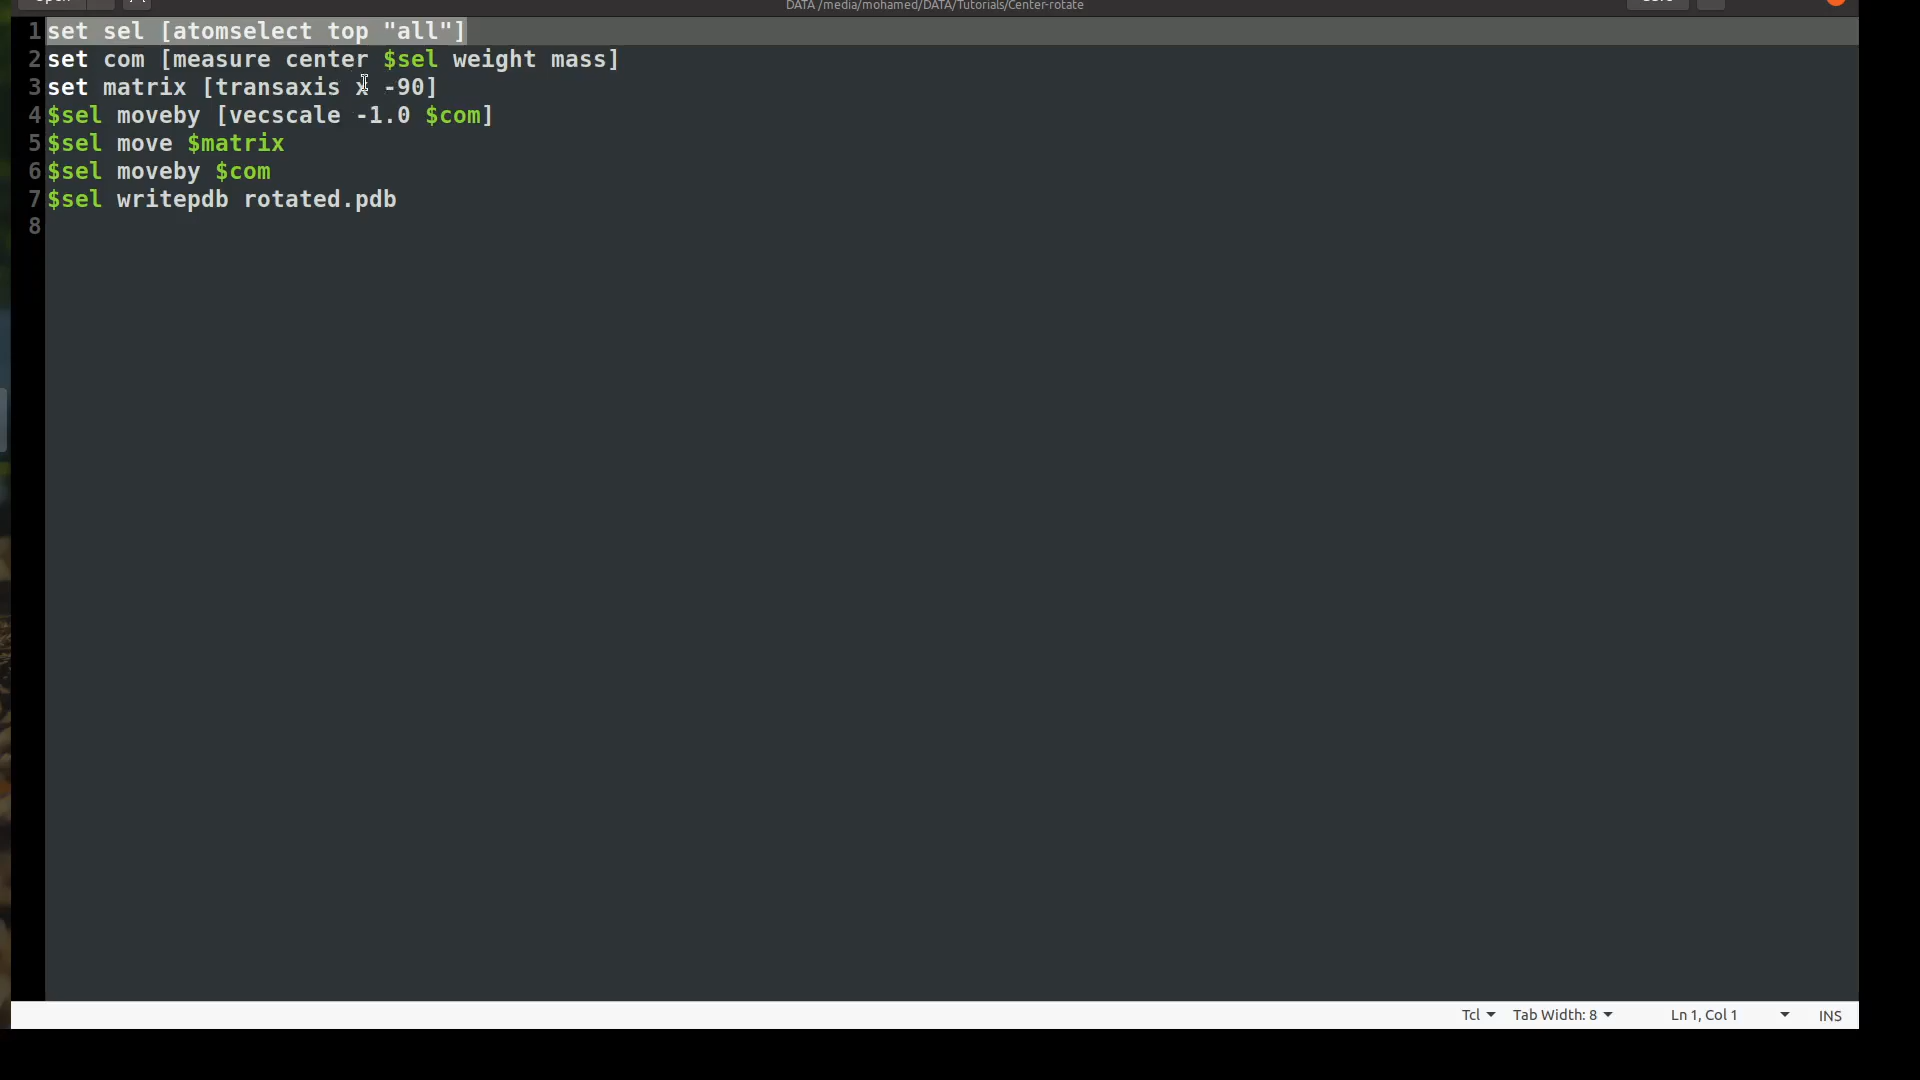 DATA /media/mohamed/DATA/Tutorials/Center-rotate
1 set sel [atomselect top "all"]
2 set com [measure center $sel weight mass]
3 set matrix [transaxis x -90]
4 $sel moveby [vecscale -1.0 $com]
5 $sel move $matrix
6 $sel moveby $com
7 $sel writepdb rotated.pdb
8
Tcl Tab Width: 8 Ln 1, Col 1 INS